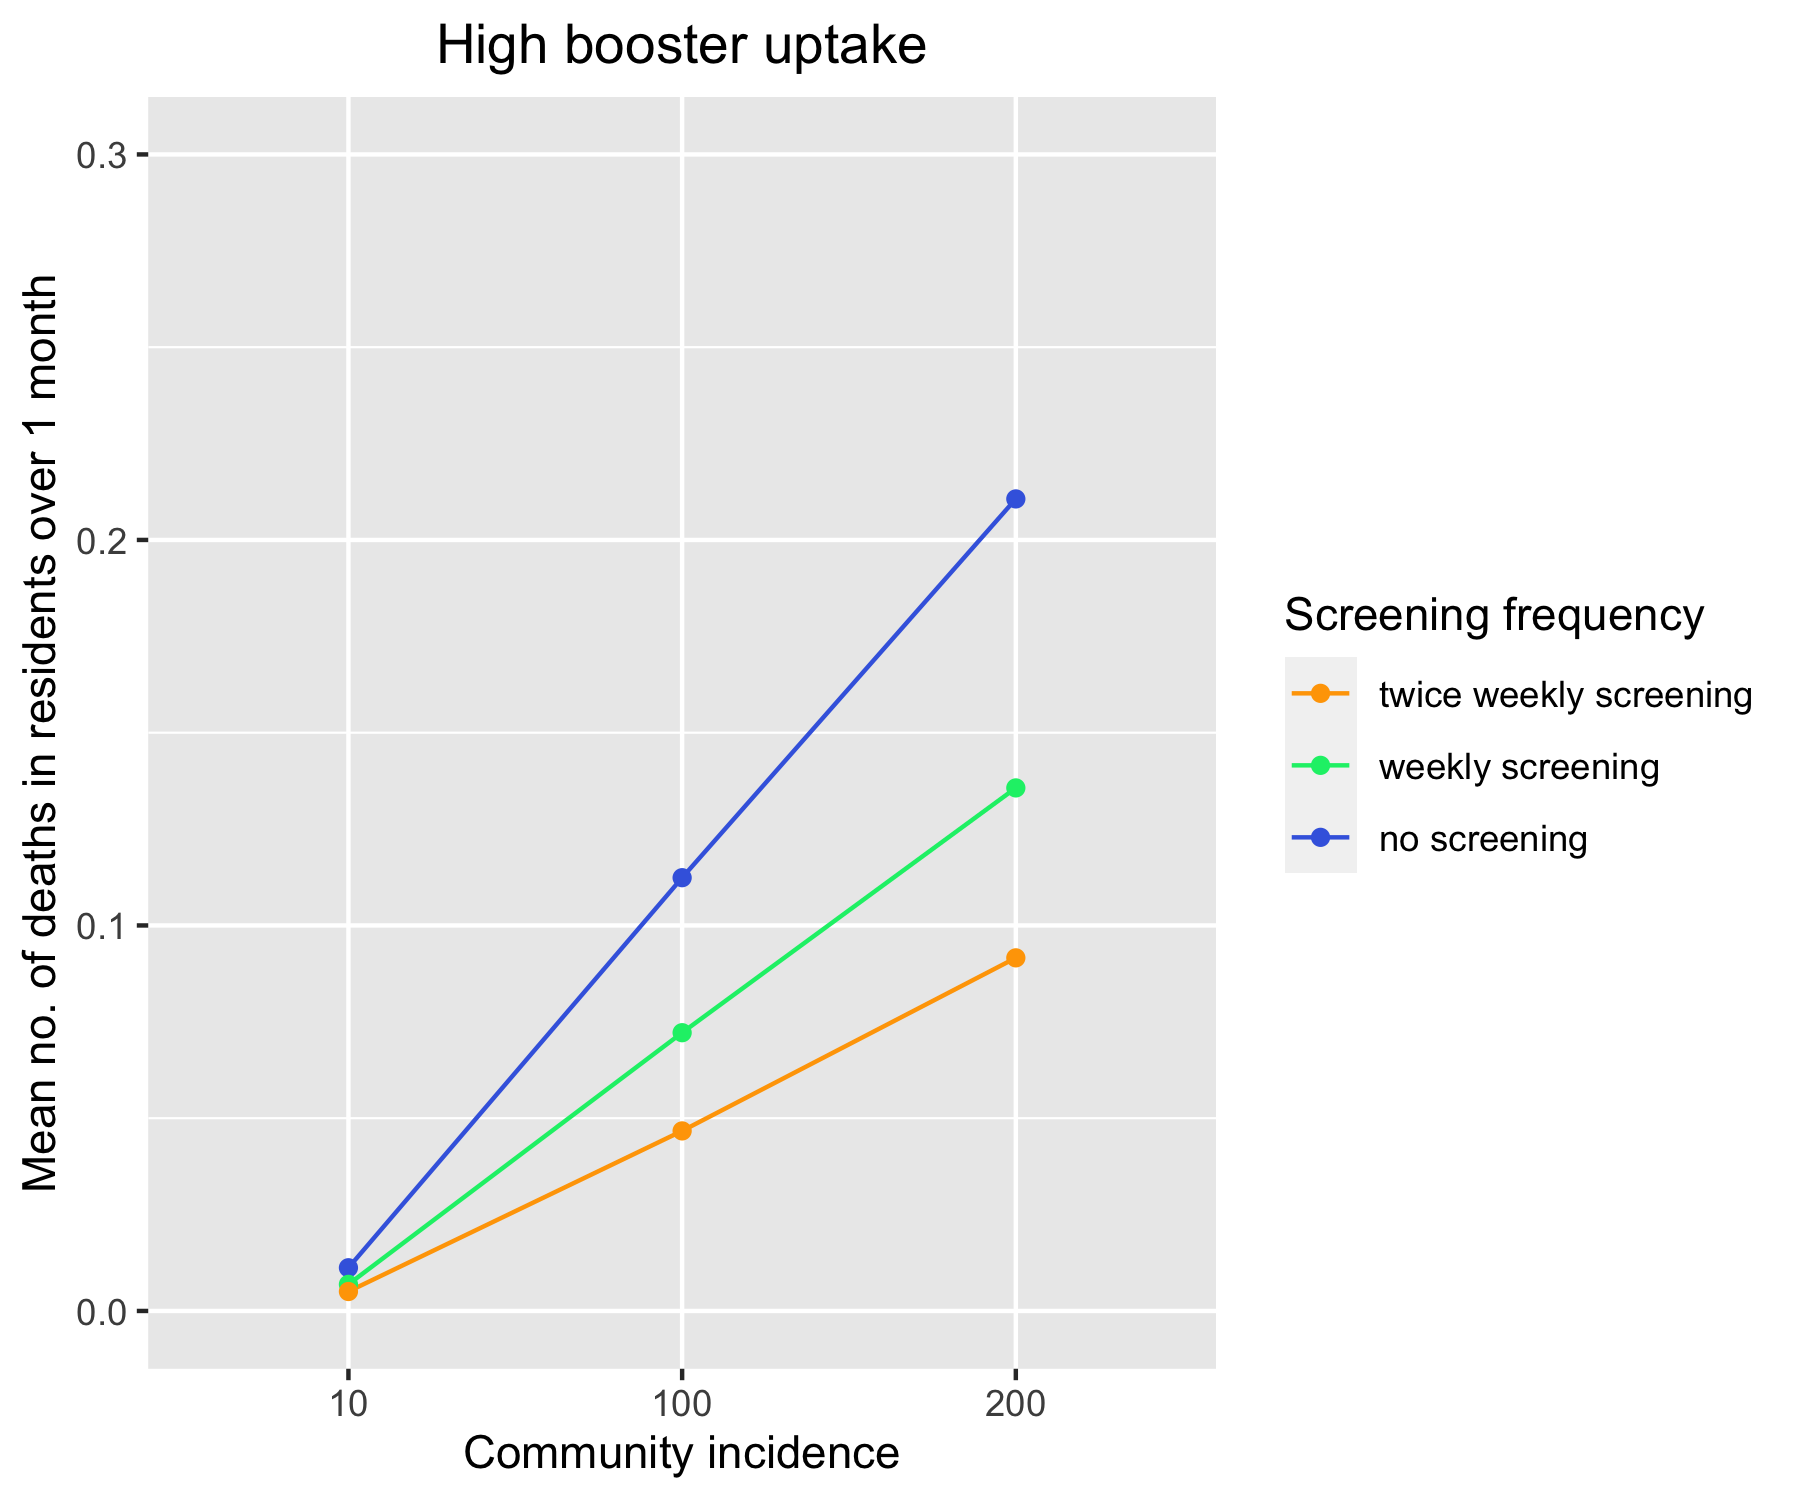 High booster uptake
Mean no. of deaths in residents over 1 month
0.3
0.2
0.1
0.0
10 100 200
Community incidence
Screening frequency
twice weekly screening
weekly screening
no screening